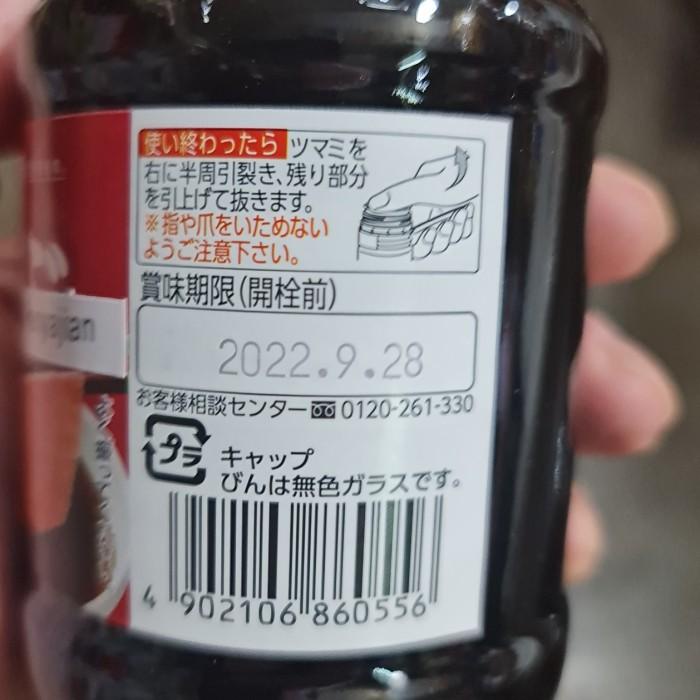 使い終わったら ツマミを
右に半周引裂き、残り部分
を引上げて抜きます。
※指や爪をいためない
ようご注意下さい。
賞味期限(開栓前)
2022.9.28
お客様相談センター 0120-261-330
プラ
キャップ
びんは無色ガラスです。
4 902106 860556